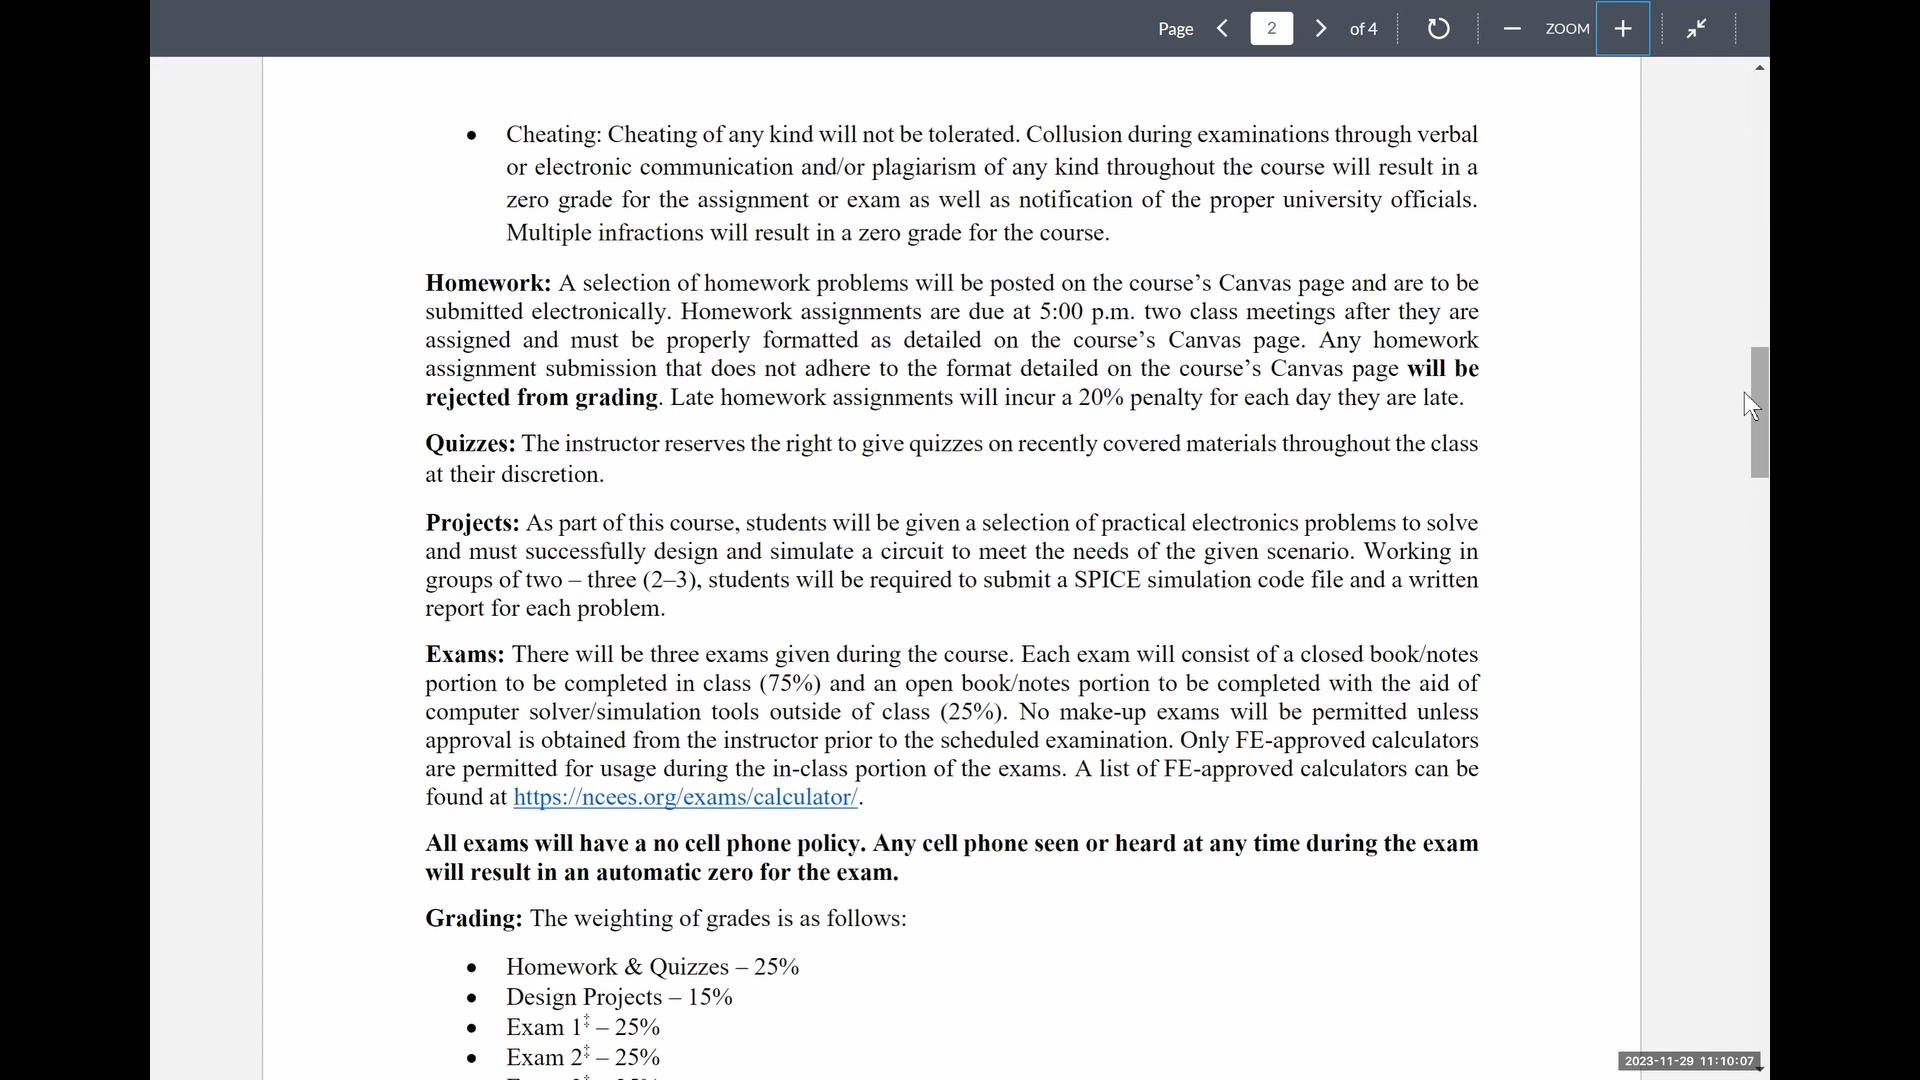 Page 2 of 4 ZOOM
• Cheating: Cheating of any kind will not be tolerated. Collusion during examinations through verbal
or electronic communication and/or plagiarism of any kind throughout the course will result in a
zero grade for the assignment or exam as well as notification of the proper university officials.
Multiple infractions will result in a zero grade for the course.
Homework: A selection of homework problems will be posted on the course’s Canvas page and are to be
submitted electronically. Homework assignments are due at 5:00 p.m. two class meetings after they are
assigned and must be properly formatted as detailed on the course’s Canvas page. Any homework
assignment submission that does not adhere to the format detailed on the course’s Canvas page will be
rejected from grading. Late homework assignments will incur a 20% penalty for each day they are late.
Quizzes: The instructor reserves the right to give quizzes on recently covered materials throughout the class
at their discretion.
Projects: As part of this course, students will be given a selection of practical electronics problems to solve
and must successfully design and simulate a circuit to meet the needs of the given scenario. Working in
groups of two – three (2–3), students will be required to submit a SPICE simulation code file and a written
report for each problem.
Exams: There will be three exams given during the course. Each exam will consist of a closed book/notes
portion to be completed in class (75%) and an open book/notes portion to be completed with the aid of
computer solver/simulation tools outside of class (25%). No make-up exams will be permitted unless
approval is obtained from the instructor prior to the scheduled examination. Only FE-approved calculators
are permitted for usage during the in-class portion of the exams. A list of FE-approved calculators can be
found at https://ncees.org/exams/calculator/.
All exams will have a no cell phone policy. Any cell phone seen or heard at any time during the exam
will result in an automatic zero for the exam.
Grading: The weighting of grades is as follows:
• Homework & Quizzes – 25%
• Design Projects – 15%
• Exam 1‡ – 25%
• Exam 2‡ – 25%
2023-11-29 11:10:07